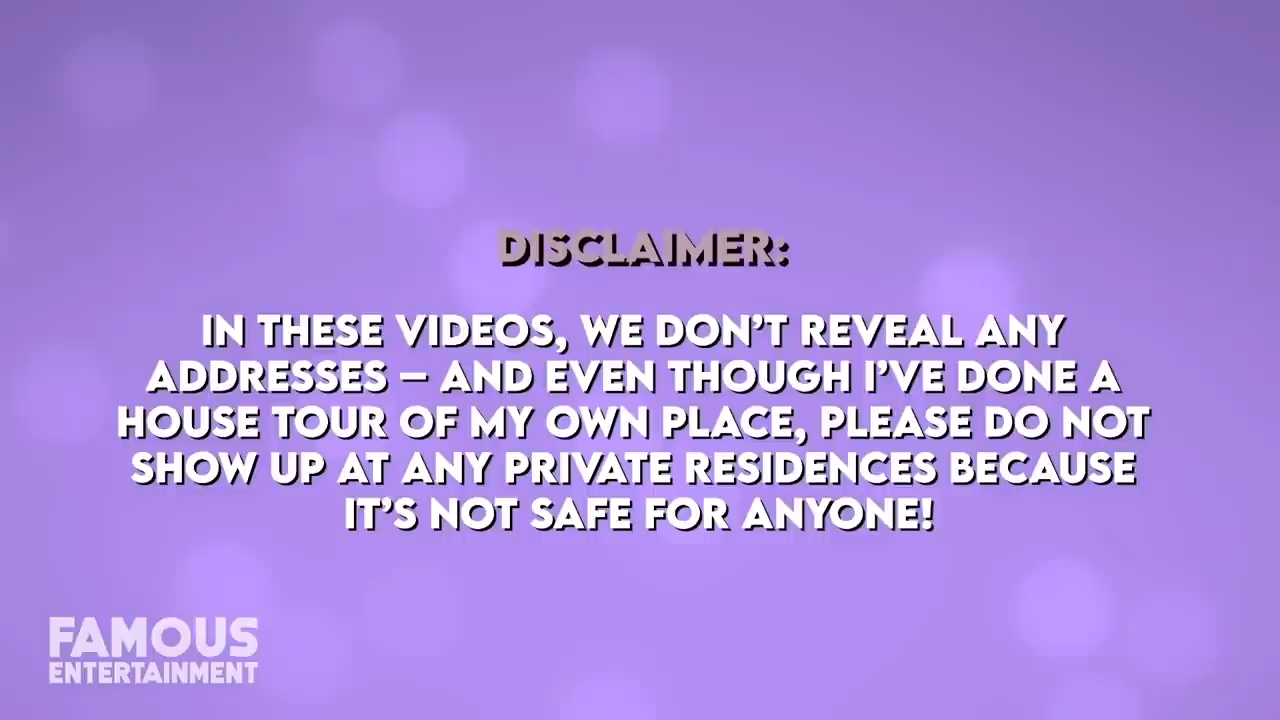 DISCLAIMER:
IN THESE VIDEOS, WE DON'T REVEAL ANY
ADDRESSES – AND EVEN THOUGH I'VE DONE A
HOUSE TOUR OF MY OWN PLACE, PLEASE DO NOT
SHOW UP AT ANY PRIVATE RESIDENCES BECAUSE
IT'S NOT SAFE FOR ANYONE!
FAMOUS
ENTERTAINMENT